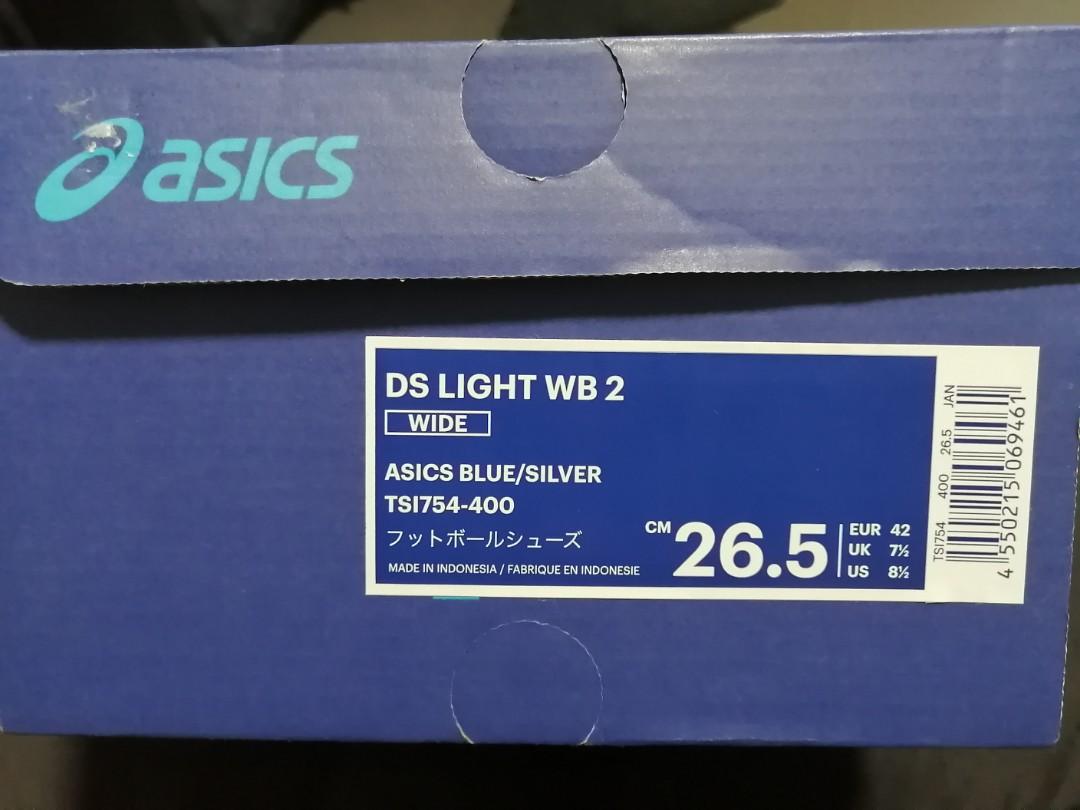 asics
DS LIGHT WB 2
WIDE
ASICS BLUE/SILVER
TSI754-400
フットボールシューズ
MADE IN INDONESIA / FABRIQUE EN INDONESIE
CM 26.5
EUR 42
UK 7½
US 8½
TSI754 400 26.5 JAN
4 550215 069461